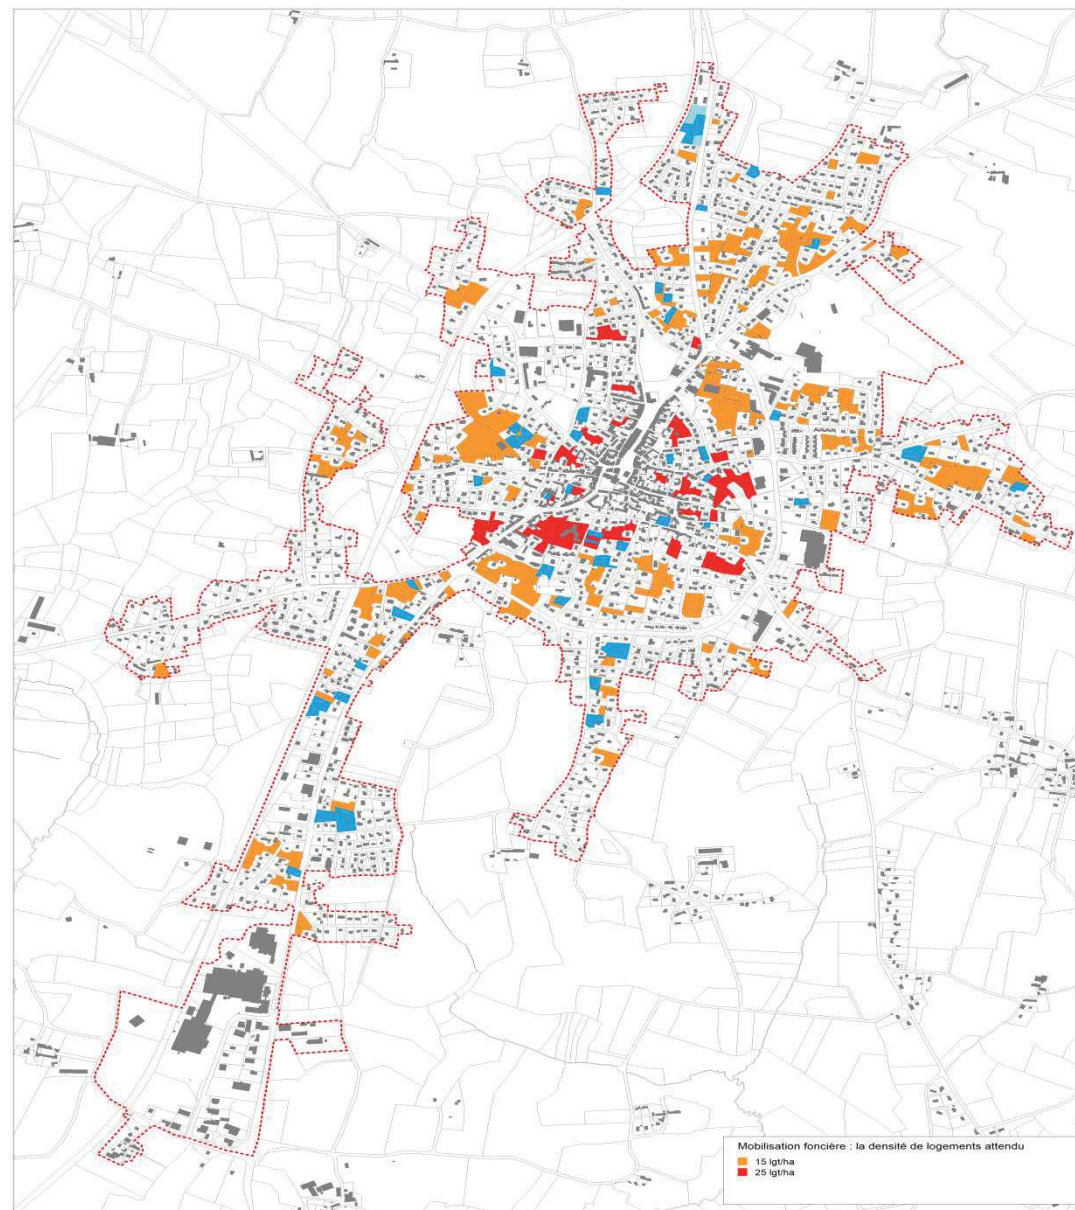 Mobilisation foncière : la densité de logements attendu
15 lgt/ha
25 lgt/ha